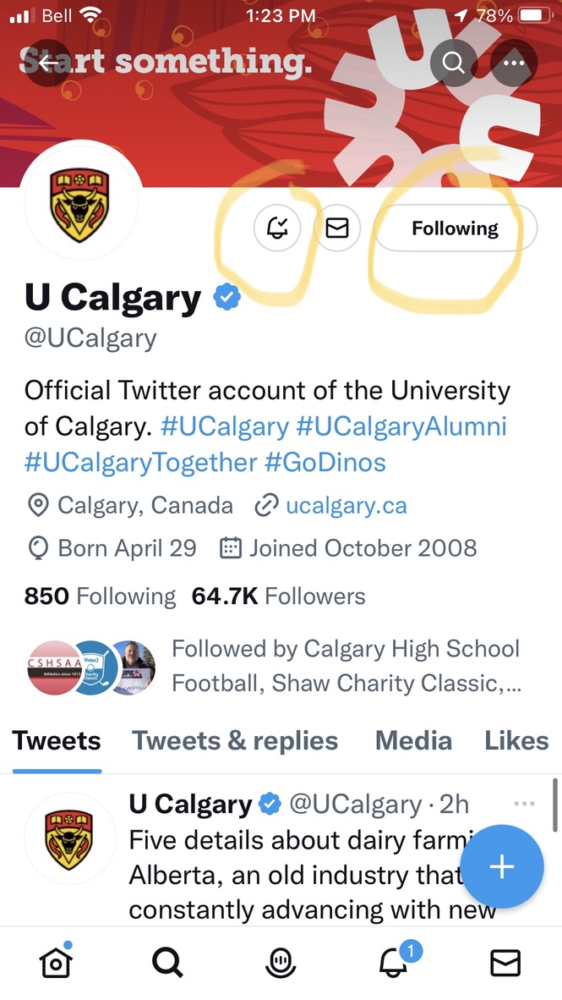 Bell 1:23 PM 78%
Start something.
Following
U Calgary
@UCalgary
Official Twitter account of the University
of Calgary. #UCalgary #UCalgaryAlumni
#UCalgaryTogether #GoDinos
Calgary, Canada ucalgary.ca
Born April 29 Joined October 2008
850 Following 64.7K Followers
CSHSAA
Athletics since 1913
Shaw)
Charity
Classic
Followed by Calgary High School
Football, Shaw Charity Classic,...
Tweets Tweets & replies Media Likes
U Calgary @UCalgary · 2h
Five details about dairy farmi
Alberta, an old industry that
constantly advancing with new
1